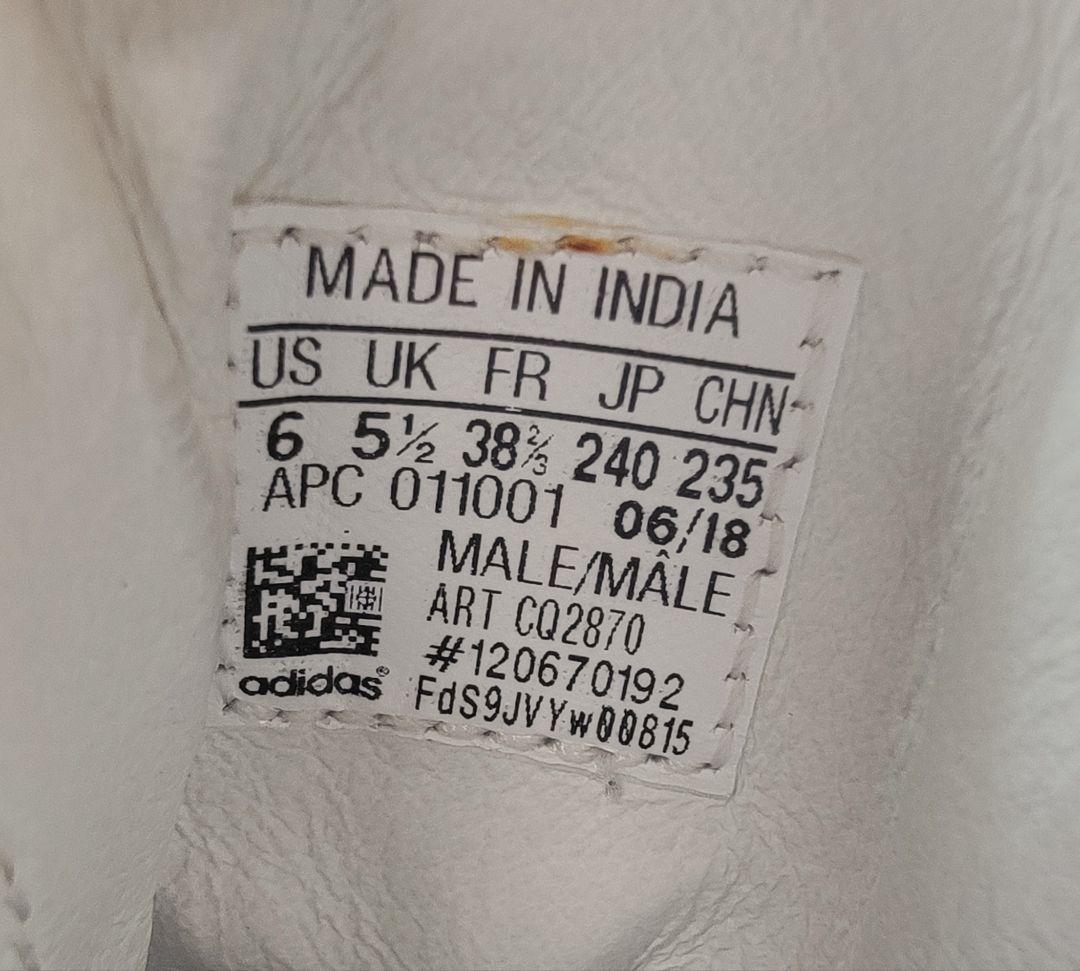 MADE IN INDIA
US UK FR JP CHN
6 5½ 38⅔ 240 235
APC 011001 06/18
MALE/MÂLE
ART CQ2870
#120670192
FdS9JVYw00815
adidas®